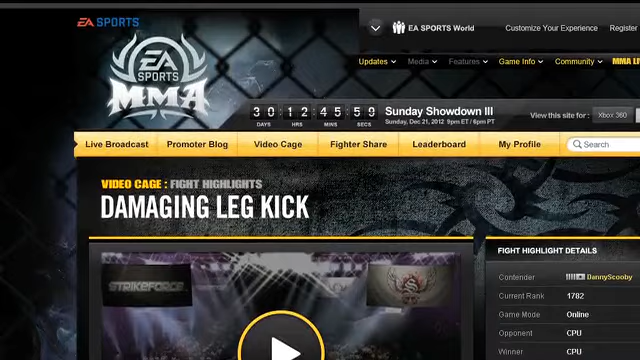 EA SPORTS
EA SPORTS World
Customize Your Experience
Register
Updates
Media
Features
Game Info
Community
MMA LI
EA
SPORTS
MMA
30 12 45 59
DAYS HRS MINS SECS
Sunday Showdown III
Sunday, Dec 21, 2012 9pm ET / 6pm PT
View this site for :
Xbox 360
Live Broadcast
Promoter Blog
Video Cage
Fighter Share
Leaderboard
My Profile
Search
VIDEO CAGE : FIGHT HIGHLIGHTS
DAMAGING LEG KICK
STRIKEFORCE
FIGHT HIGHLIGHT DETAILS
Contender DannyScooby
Current Rank 1782
Game Mode Online
Opponent CPU
Winner CPU